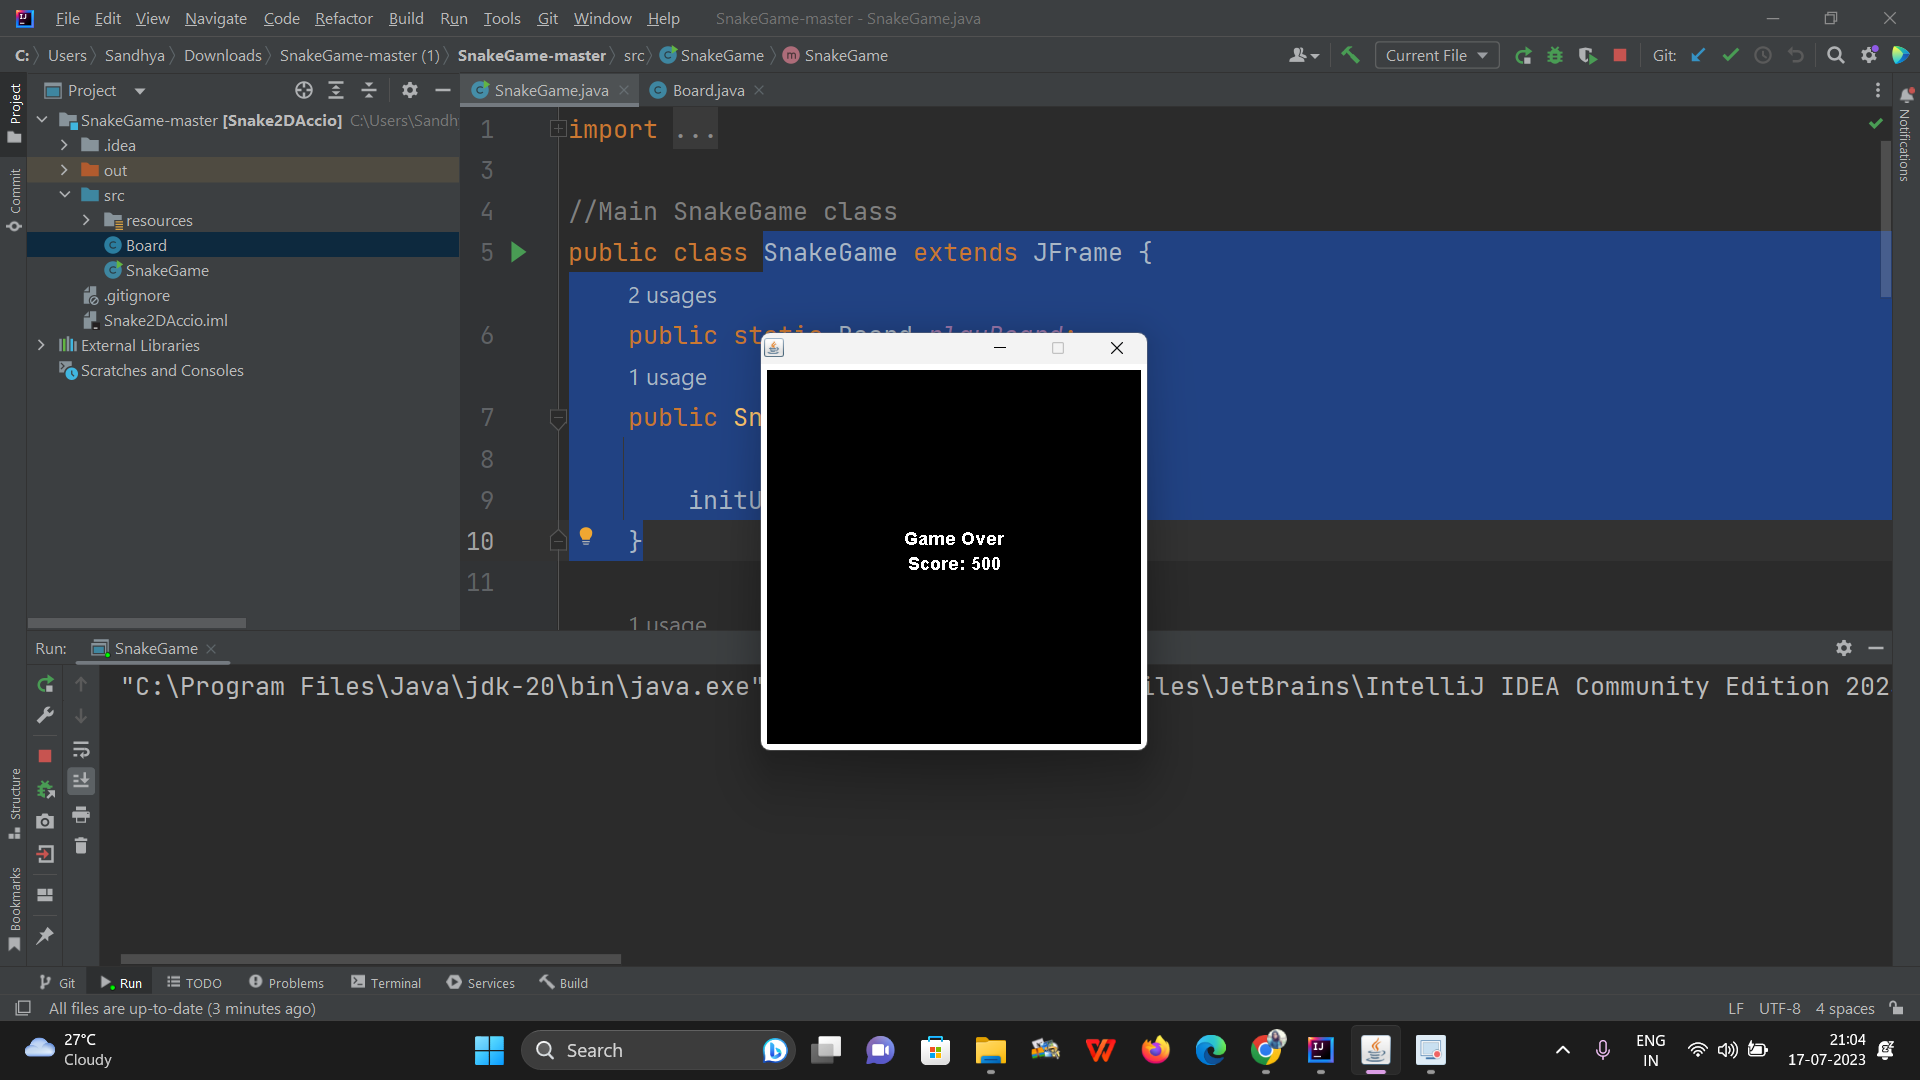 File Edit View Navigate Code Refactor Build Run Tools Git Window Help SnakeGame-master - SnakeGame.java
C: Users Sandhya Downloads SnakeGame-master (1) SnakeGame-master src SnakeGame m SnakeGame Current File Git:
Project
SnakeGame.java Board.java
SnakeGame-master [Snake2DAccio] C:\Users\Sandh
.idea
out
src
resources
Board
SnakeGame
.gitignore
Snake2DAccio.iml
External Libraries
Scratches and Consoles
Project
Commit
Structure
Bookmarks
Notifications
1 import ...
3
4 //Main SnakeGame class
5 public class SnakeGame extends JFrame {
2 usages
6 public static Board playBoard;
1 usage
7 public Sn
8
9 initU
10 }
11
1 usage
Game Over
Score: 500
Run: SnakeGame
"C:\Program Files\Java\jdk-20\bin\java.exe" iles\JetBrains\IntelliJ IDEA Community Edition 202
Git Run TODO Problems Terminal Services Build
All files are up-to-date (3 minutes ago) LF UTF-8 4 spaces
27°C
Cloudy
Search
ENG
IN
21:04
17-07-2023